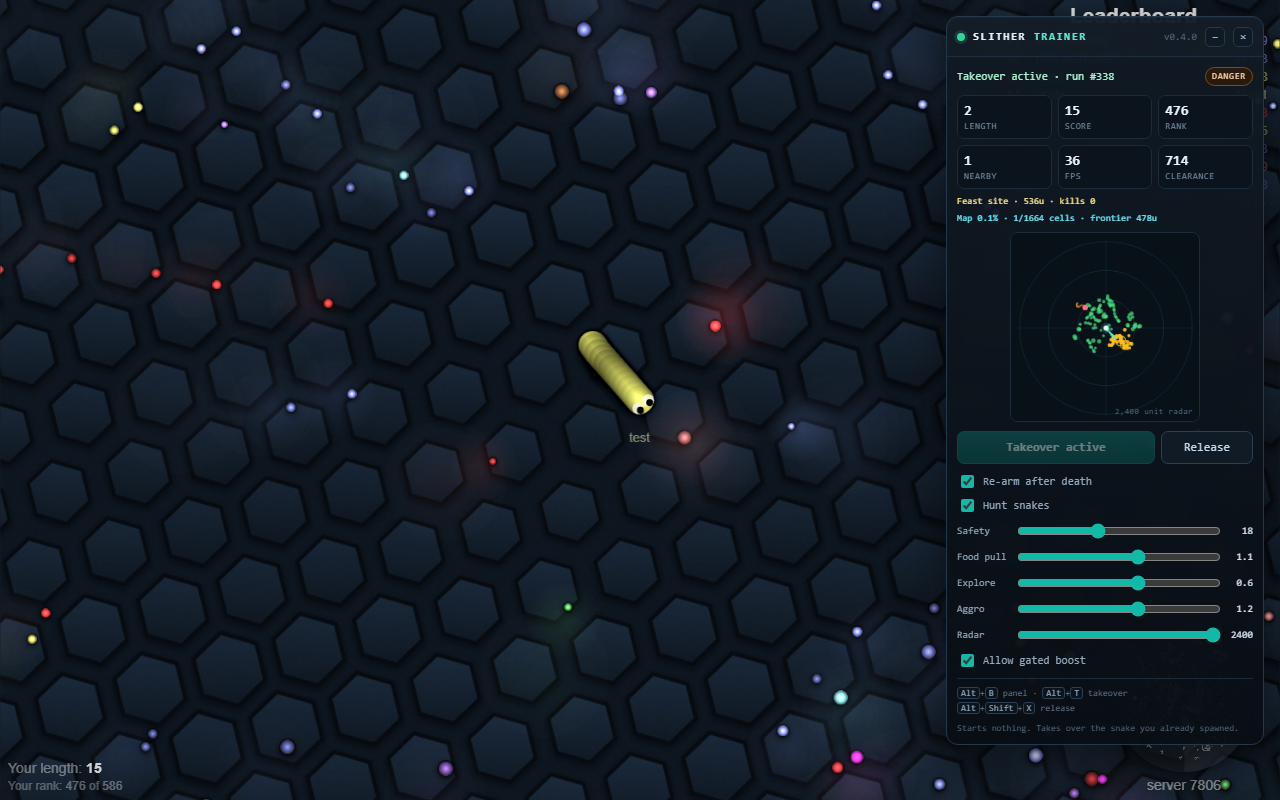 Leaderboard
SLITHER TRAINER v0.4.0 – ×
Takeover active · run #338 DANGER
2 15 476
LENGTH SCORE RANK
1 36 714
NEARBY FPS CLEARANCE
Feast site · 536u · kills 0
Map 0.1% · 1/1664 cells · frontier 478u
2,400 unit radar
Takeover active Release
Re-arm after death
Hunt snakes
Safety 18
Food pull 1.1
Explore 0.6
Aggro 1.2
Radar 2400
Allow gated boost
Alt+B panel · Alt+T takeover
Alt+Shift+X release
Starts nothing. Takes over the snake you already spawned.
test
Your length: 15
Your rank: 476 of 586
server 7806